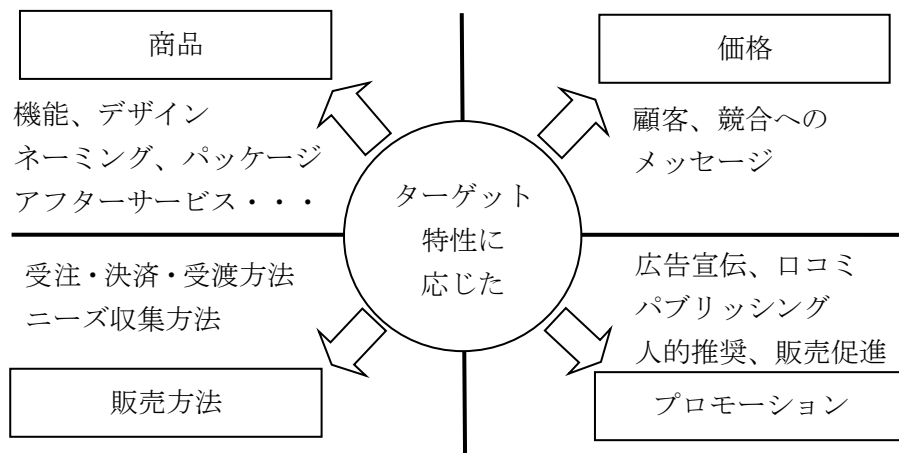 商品
機能、デザイン
ネーミング、パッケージ
アフターサービス・・・
価格
顧客、競合への
メッセージ
ターゲット
特性に
応じた
受注・決済・受渡方法
ニーズ収集方法
販売方法
広告宣伝、口コミ
パブリッシング
人的推奨、販売促進
プロモーション